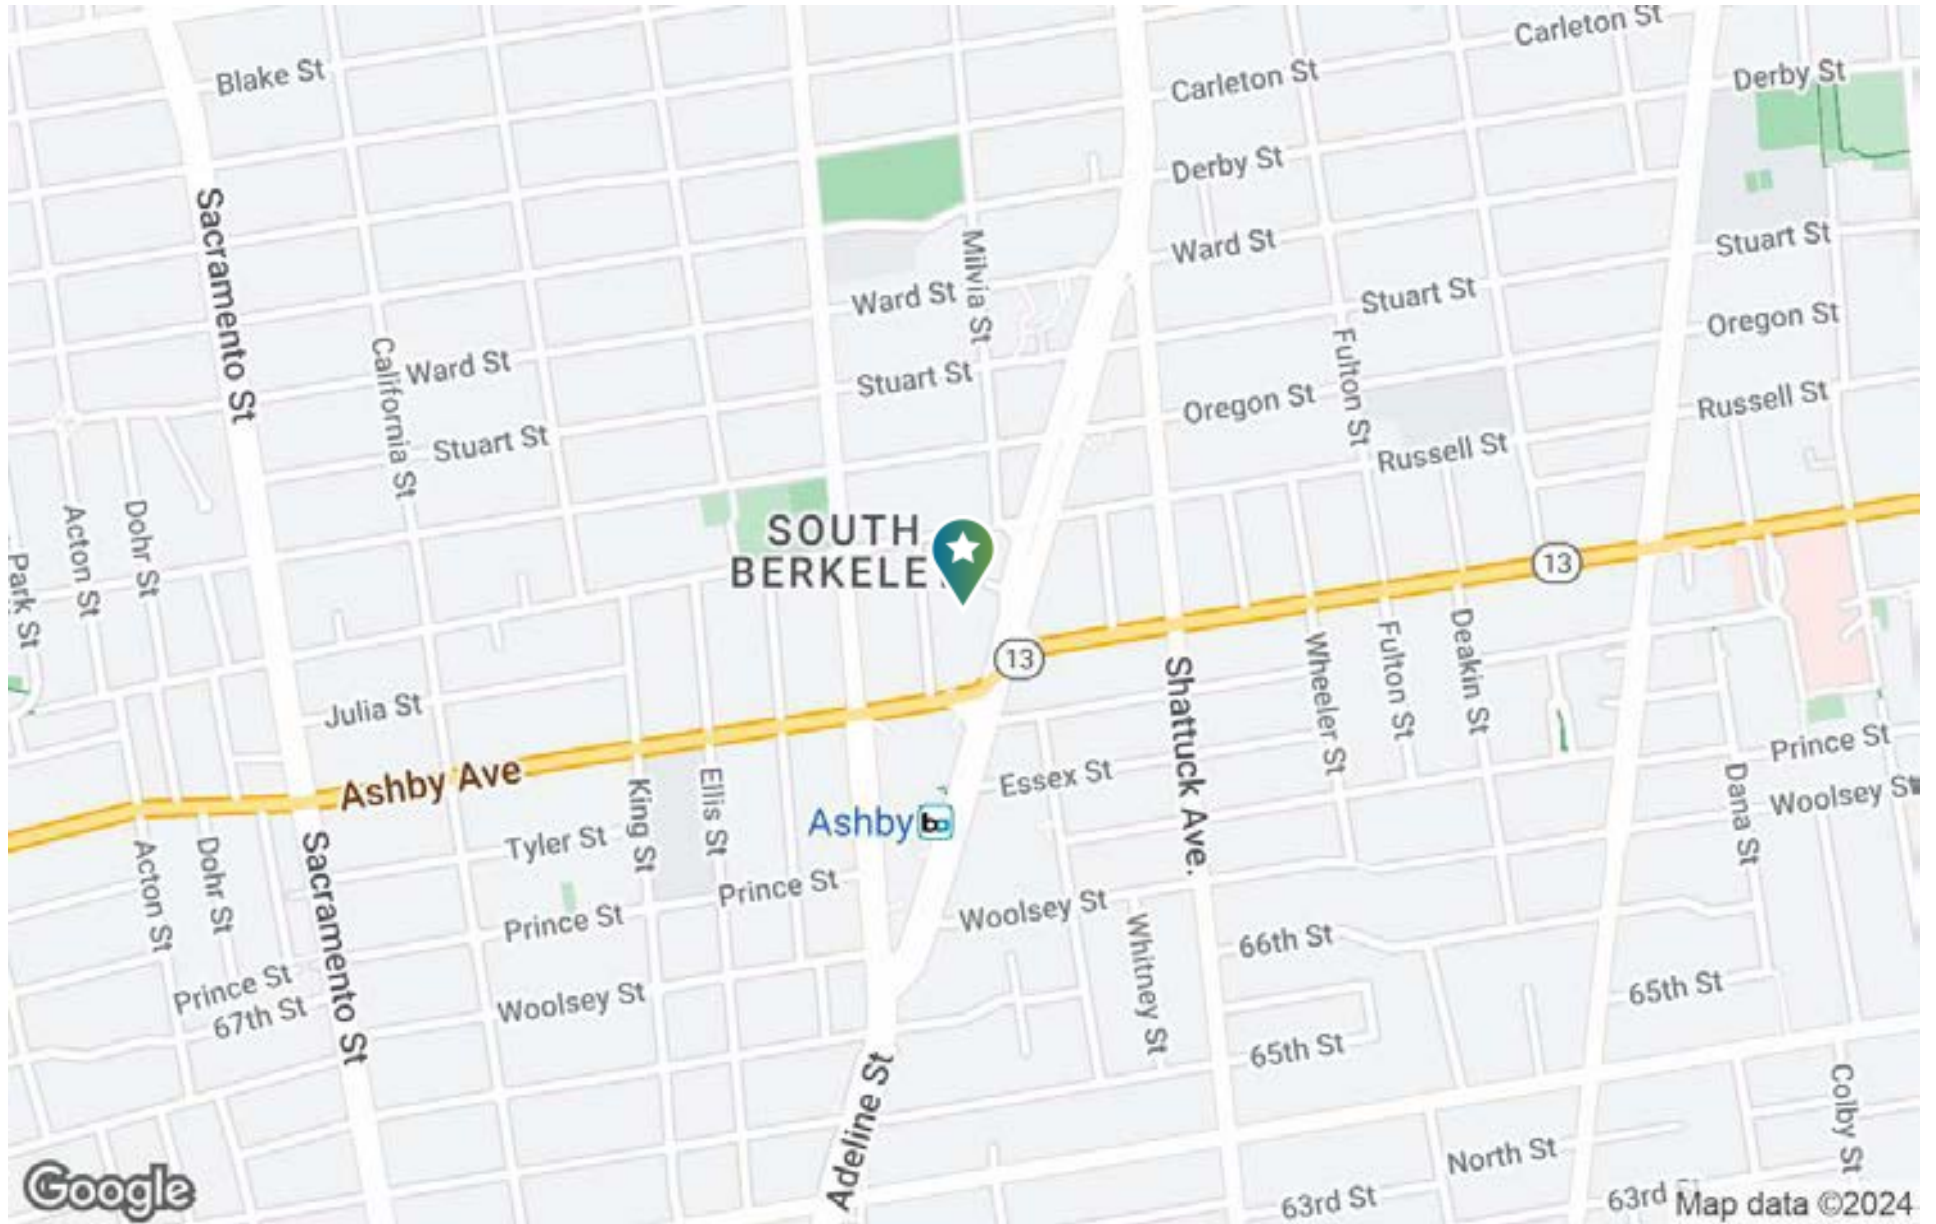 Carleton St
Blake St
Carleton St
Derby St
Derby St
Sacramento St
Milvia St
Ward St
Stuart St
Ward St
Stuart St
Oregon St
California St
Ward St
Fulton St
Stuart St
Oregon St
Russell St
Stuart St
Russell St
Acton St
Dohr St
Park St
SOUTH
BERKELE
13
13
Wheeler St
Fulton St
Deakin St
Shattuck Ave.
Julia St
Ashby Ave
King St
Ellis St
Essex St
Ashby
Prince St
Dana St
Woolsey St
Tyler St
Acton St
Dohr St
Sacramento St
Prince St
Prince St
Woolsey St
Whitney St
66th St
Prince St
67th St
Woolsey St
65th St
65th St
Adeline St
Colby St
North St
Google
63rd St
63rd
Map data ©2024